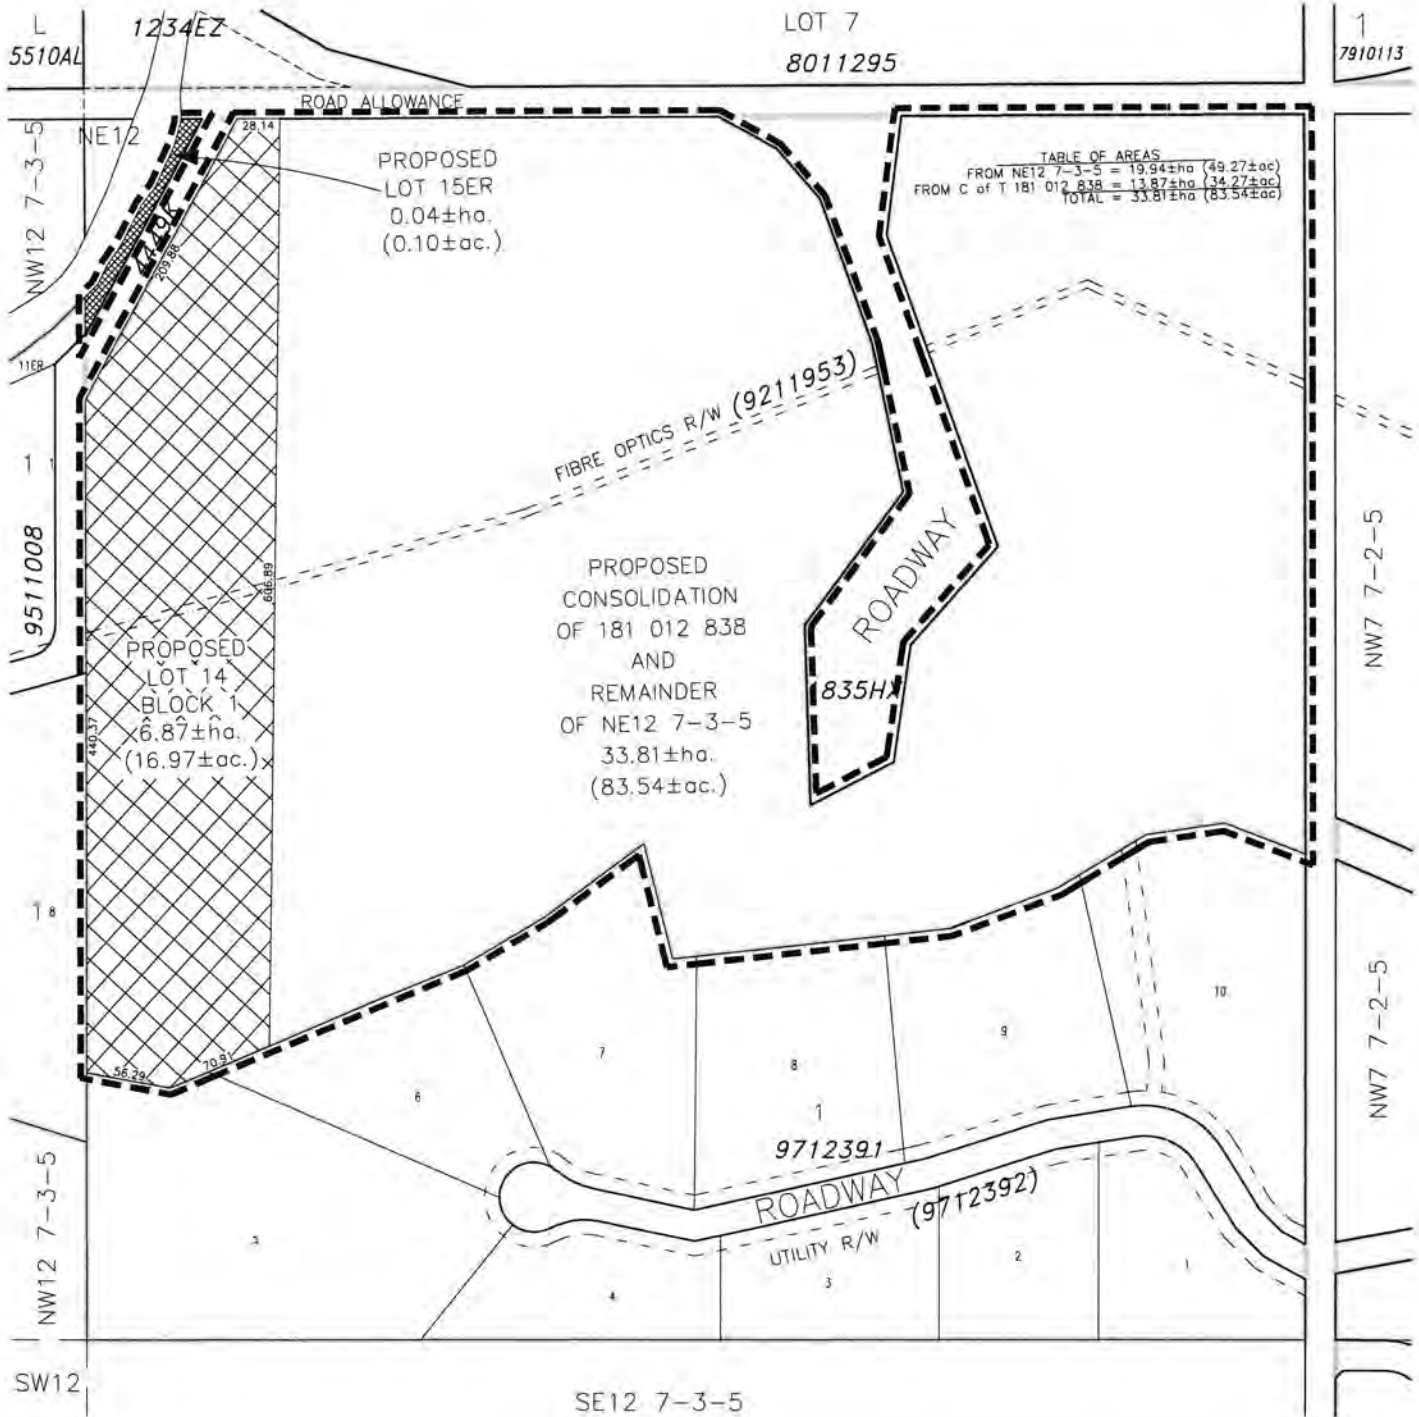 L
5510AL
1234EZ
LOT 7
8011295
1
7910113
ROAD ALLOWANCE
NE12
NW12 7-3-5
28.14
PROPOSED
LOT 15ER
0.04±ha.
(0.10±ac.)
TABLE OF AREAS
FROM NE12 7-3-5 = 19.94±ha (49.27±ac)
FROM C of T 181 012 838 = 13.87±ha (34.27±ac)
TOTAL = 33.81±ha (83.54±ac)
209.88
11ER
FIBRE OPTICS R/W (9211953)
1 1
9511008
606.89
ROADWAY
835HX
NW7 7-2-5
PROPOSED
CONSOLIDATION
OF 181 012 838
AND
REMAINDER
OF NE12 7-3-5
33.81±ha.
(83.54±ac.)
PROPOSED
LOT 14
BLOCK 1
6.87±ha.
(16.97±ac.)
440.37
1 8
56.29
70.91
6
7
8
9
10
1
9712391
ROADWAY
(9712392)
UTILITY R/W
NW7 7-2-5
NW12 7-3-5
4
3
2
1
SW12
SE12 7-3-5